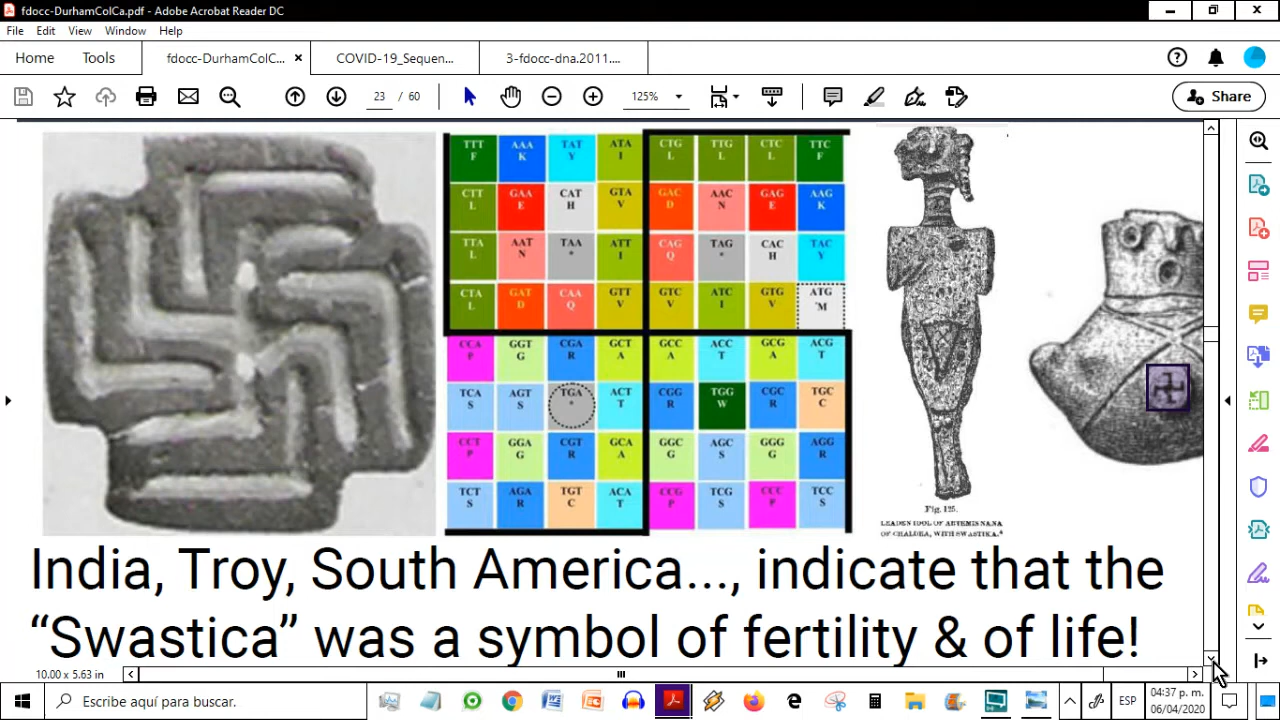 fdocc-DurhamColCa.pdf - Adobe Acrobat Reader DC
File Edit View Window Help
Home Tools fdocc-DurhamColC... × COVID-19_Sequen... 3-fdocc-dna.2011....
23 / 60 125% Share
TTT AAA TAT ATA CTG TTG CTC TTC
F K Y I L L L F
CTT GAA CAT GTA GAC AAC GAG AAG
L E H V D N E K
TTA AAT TAA ATT CAG TAG CAC TAC
L N * I Q * H Y
CTA GAT CAA GTT GTC ATC GTG ATG
L D Q V V I V M
CCA GGT CGA GCT GCC ACC GCG ACG
P G R A A T A T
TCA AGT TGA ACT CGG TGG CGC TGC
S S * T R W R C
CCT GGA CGT GCA GGC AGC GGG AGG
P G R A G S G R
TCT AGA TGT ACA CCG TCG CCC TCC
S R C T P S P S
Fig. 125.
LEADEN IDOL OF ARTEMIS NANA
OF CHALDEA, WITH SWASTIKA.
India, Troy, South America..., indicate that the
“Swastica” was a symbol of fertility & of life!
10.00 x 5.63 in
Escribe aquí para buscar. ESP 04:37 p. m.
06/04/2020